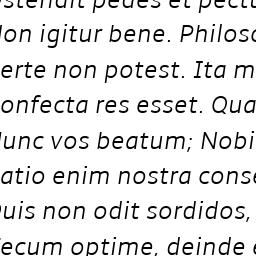 ostendit pedes et pectu
Non igitur bene. Philoso
certe non potest. Ita m
confecta res esset. Qua
Nunc vos beatum; Nobi
ratio enim nostra conse
Quis non odit sordidos,
Tecum optime, deinde e